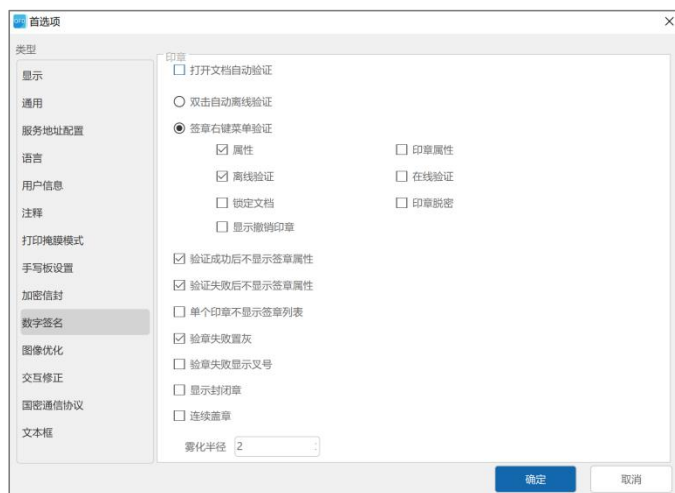 首选项
类型
显示
通用
服务地址配置
语言
用户信息
注释
打印掩膜模式
手写板设置
加密信封
数字签名
图像优化
交互修正
国密通信协议
文本框
印章
打开文档自动验证
双击自动离线验证
签章右键菜单验证
属性 印章属性
离线验证 在线验证
锁定文档 印章脱密
显示撤销印章
验证成功后不显示签章属性
验证失败后不显示签章属性
单个印章不显示签章列表
验章失败置灰
验章失败显示叉号
显示封闭章
连续盖章
雾化半径 2
确定 取消